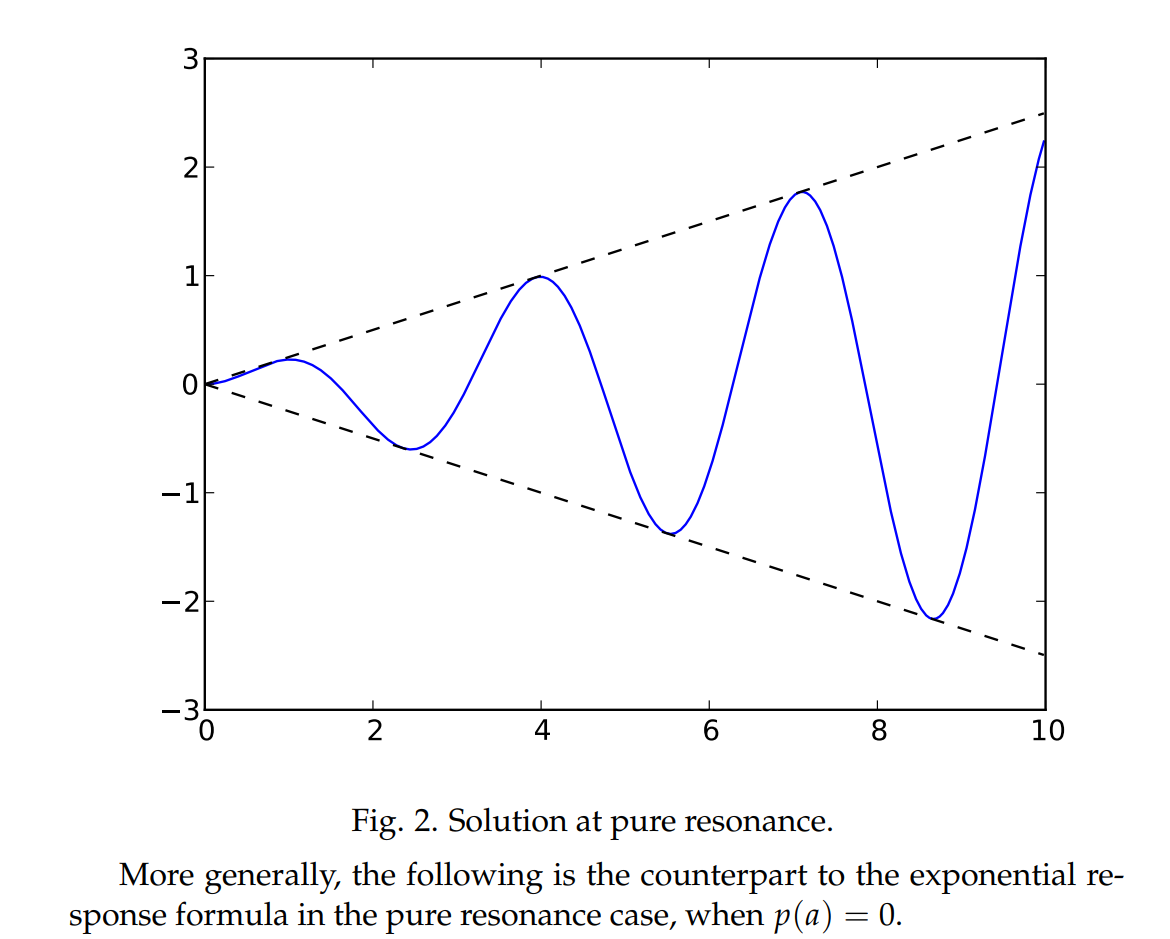 3
2
1
0
−1
−2
−3
0 2 4 6 8 10
Fig. 2. Solution at pure resonance.
More generally, the following is the counterpart to the exponential re-
sponse formula in the pure resonance case, when p(a) = 0.